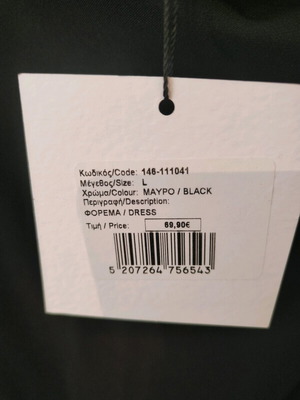 Κωδικός/Code: 146-111041
Μέγεθος/Size: L
Χρώμα/Colour: ΜΑΥΡΟ / BLACK
Περιγραφή/Description:
ΦΟΡΕΜΑ / DRESS
Τιμή / Price: 69,90€
5 207264 756543